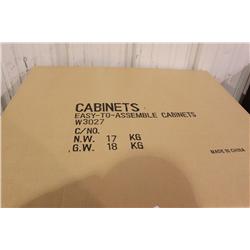 CABINETS
EASY-TO-ASSEMBLE CABINETS
W3027
C/NO.
N.W. 17 KG
G.W. 18 KG
MADE IN CHINA